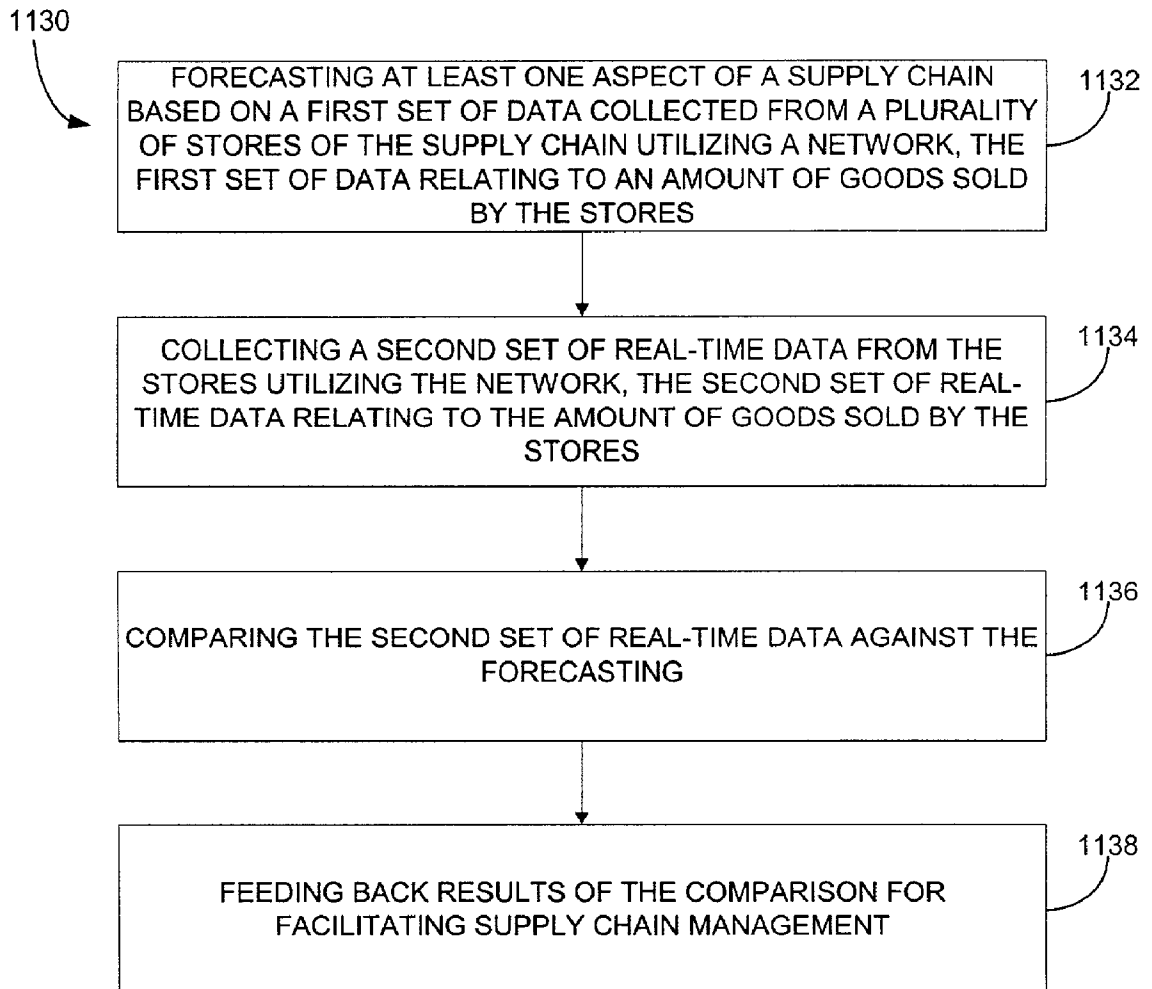 1130
FORECASTING AT LEAST ONE ASPECT OF A SUPPLY CHAIN
BASED ON A FIRST SET OF DATA COLLECTED FROM A PLURALITY
OF STORES OF THE SUPPLY CHAIN UTILIZING A NETWORK, THE
FIRST SET OF DATA RELATING TO AN AMOUNT OF GOODS SOLD
BY THE STORES
1132
COLLECTING A SECOND SET OF REAL-TIME DATA FROM THE
STORES UTILIZING THE NETWORK, THE SECOND SET OF REAL-
TIME DATA RELATING TO THE AMOUNT OF GOODS SOLD BY THE
STORES
1134
COMPARING THE SECOND SET OF REAL-TIME DATA AGAINST THE
FORECASTING
1136
FEEDING BACK RESULTS OF THE COMPARISON FOR
FACILITATING SUPPLY CHAIN MANAGEMENT
1138